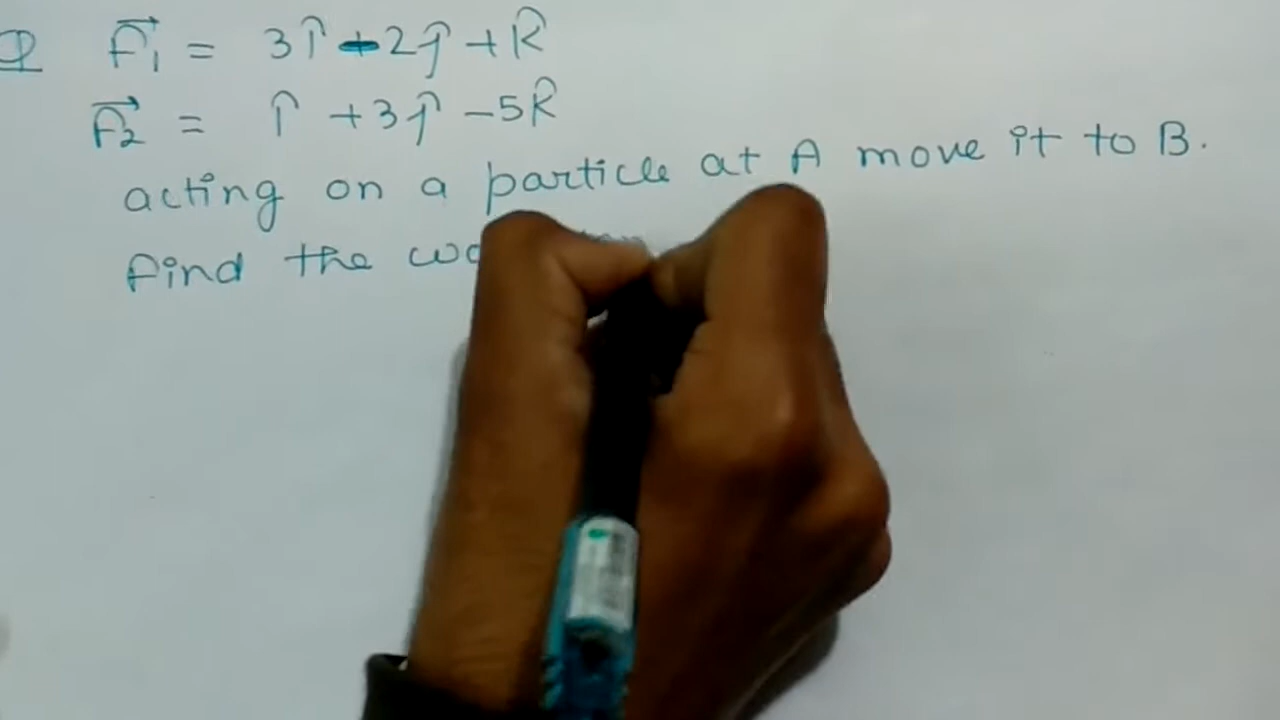 Q F₁ = 3î - 2ĵ + k̂
F₂ = î + 3ĵ - 5k̂
acting on a particle at A move it to B.
find the